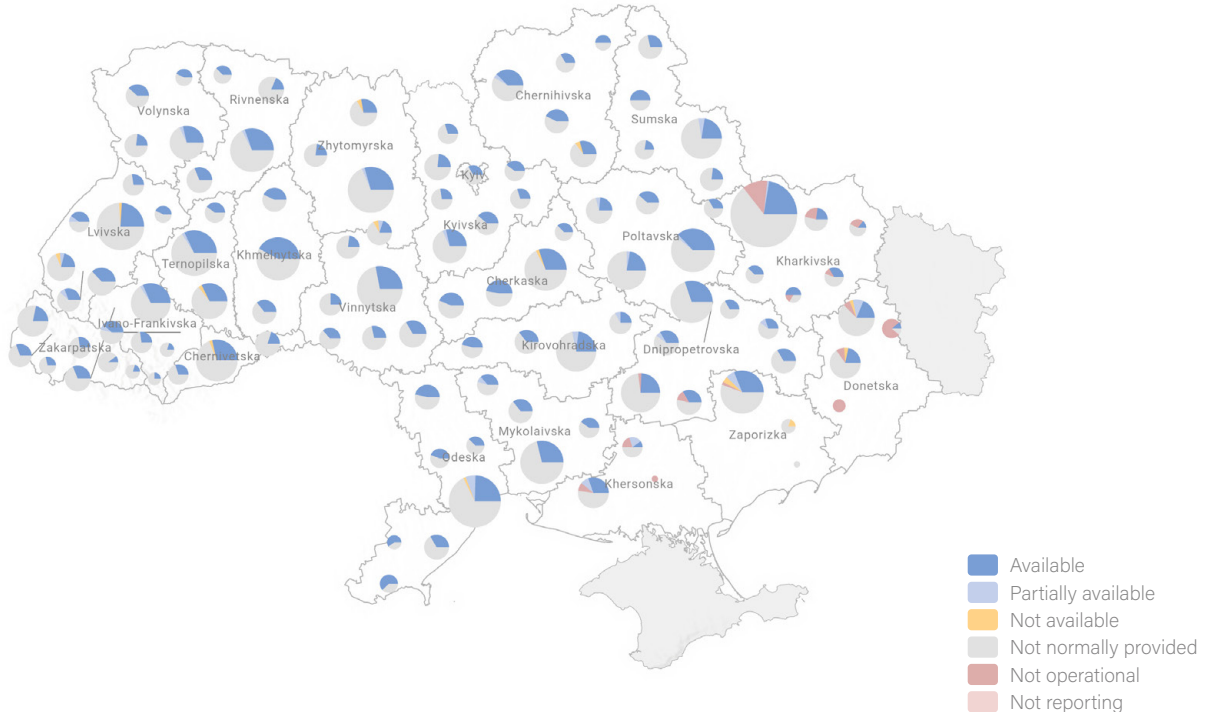 Chernihivska
Volynska
Rivnenska
Sumska
Zhytomyrska
Kyiv
Lvivska
Kyivska
Poltavska
Ternopilska
Khmelnytska
Kharkivska
Cherkaska
Vinnytska
Ivano-Frankivska
Zakarpatska
Chernivetska
Kirovohradska
Dnipropetrovska
Donetska
Mykolaivska
Zaporizka
Odeska
Khersonska
Available
Partially available
Not available
Not normally provided
Not operational
Not reporting